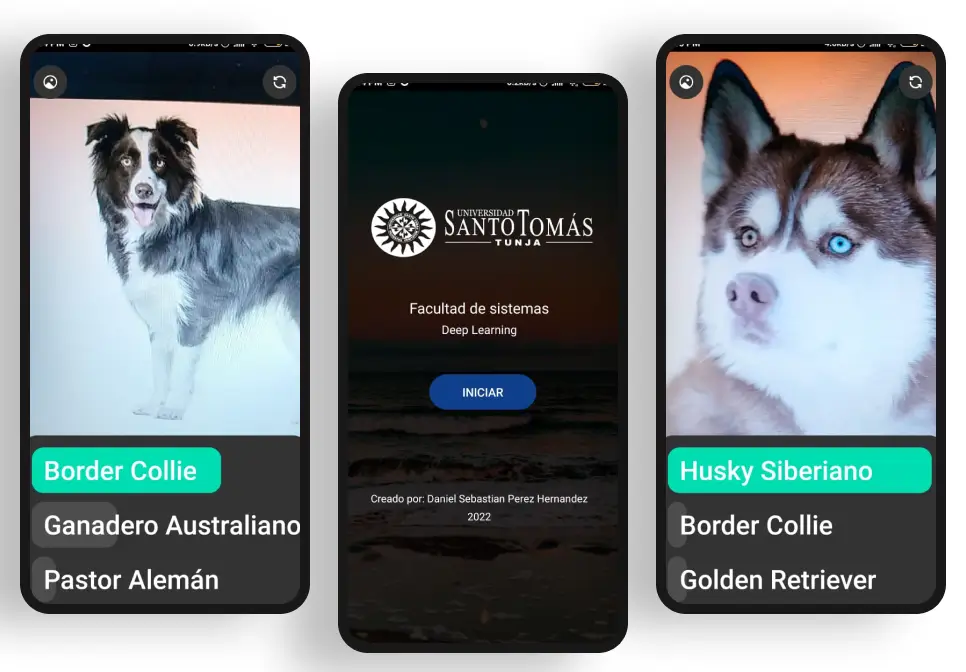 Border Collie
Ganadero Australiano
Pastor Alemán
UNIVERSIDAD
SANTO TOMÁS
TUNJA
Facultad de sistemas
Deep Learning
INICIAR
Creado por: Daniel Sebastian Perez Hernandez
2022
Husky Siberiano
Border Collie
Golden Retriever